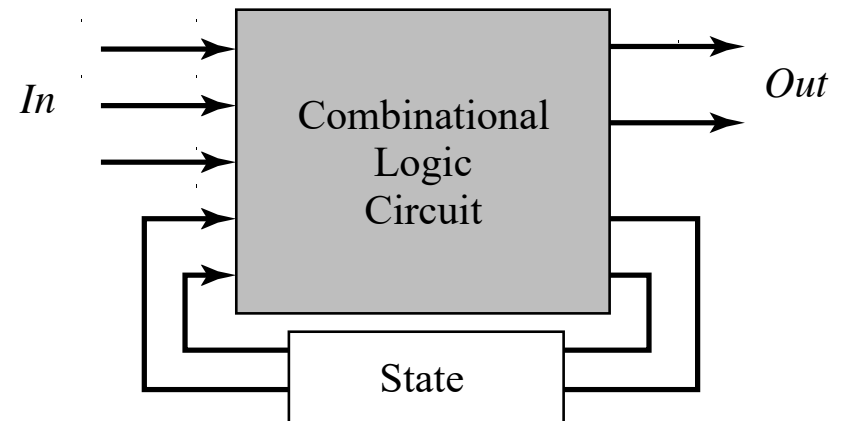 In
Combinational
Logic
Circuit
Out
State